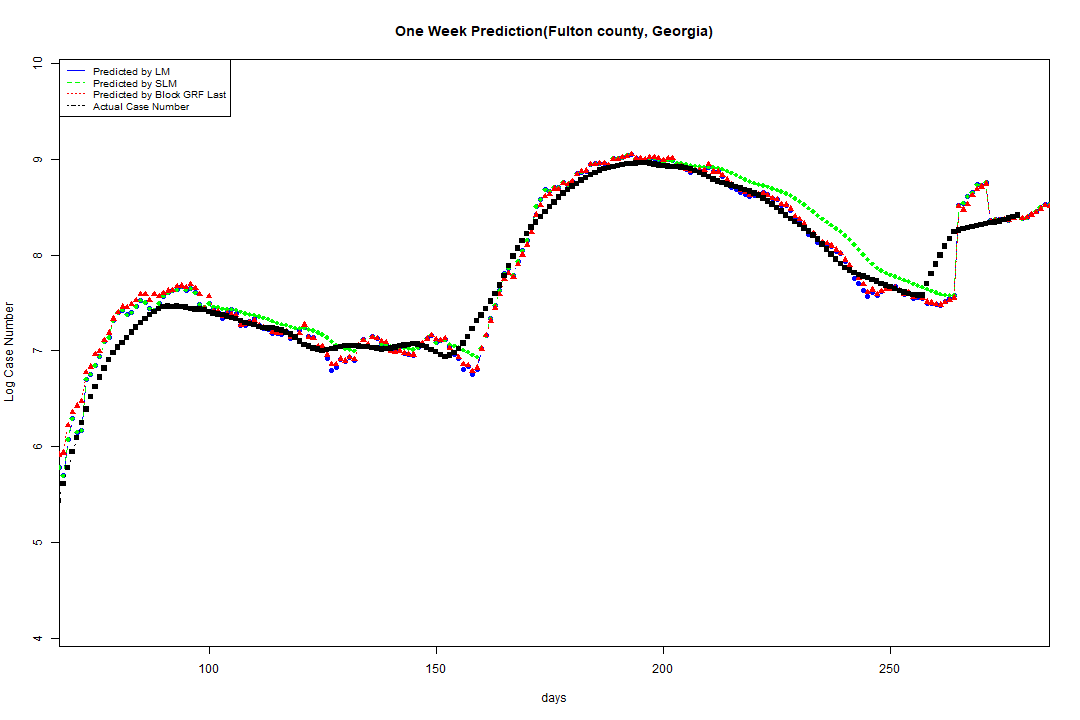 One Week Prediction(Fulton county, Georgia)
Predicted by LM
Predicted by SLM
Predicted by Block GRF Last
Actual Case Number
Log Case Number
10
9
8
7
6
5
4
100 150 200 250
days